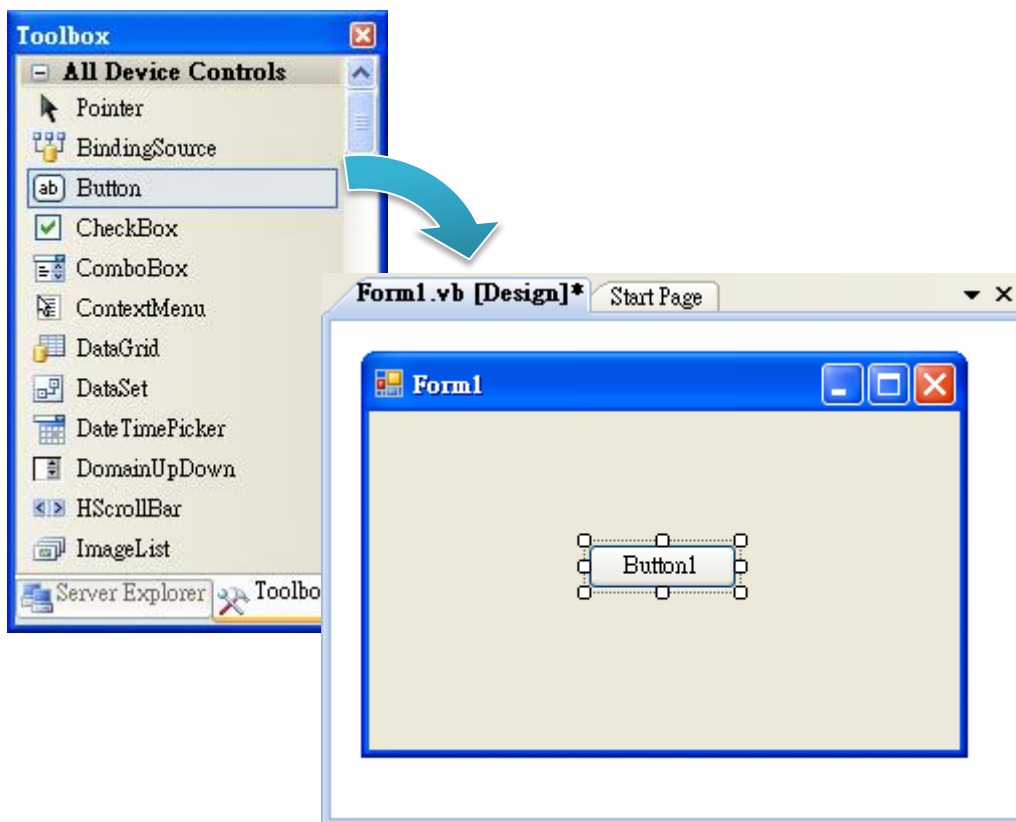 Toolbox
All Device Controls
Pointer
BindingSource
ab Button
CheckBox
ComboBox
ContextMenu
DataGrid
DataSet
DateTimePicker
DomainUpDown
HScrollBar
ImageList
Server Explorer Toolbo
Form1.vb [Design]* Start Page
Form1
Button1